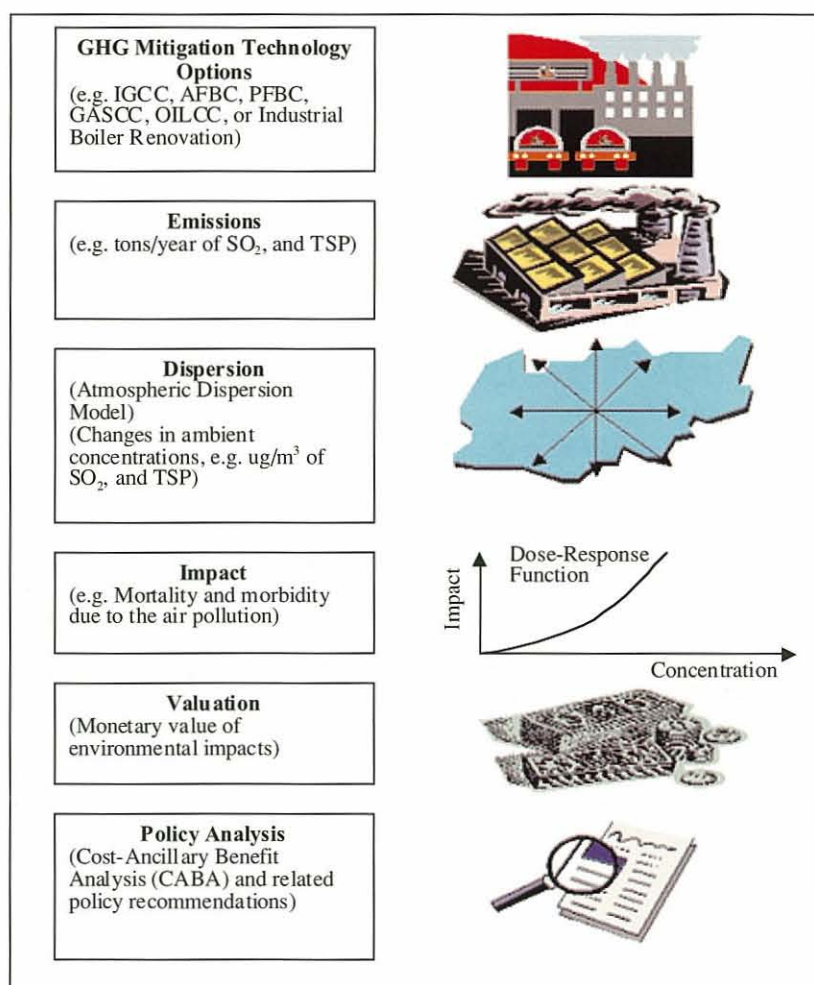 GHG Mitigation Technology
Options
(e.g. IGCC, AFBC, PFBC,
GASCC, OILCC, or Industrial
Boiler Renovation)
Emissions
(e.g. tons/year of SO₂, and TSP)
Dispersion
(Atmospheric Dispersion
Model)
(Changes in ambient
concentrations, e.g. ug/m³ of
SO₂, and TSP)
Impact
(e.g. Mortality and morbidity
due to the air pollution)
Impact
Dose-Response
Function
Concentration
Valuation
(Monetary value of
environmental impacts)
Policy Analysis
(Cost-Ancillary Benefit
Analysis (CABA) and related
policy recommendations)